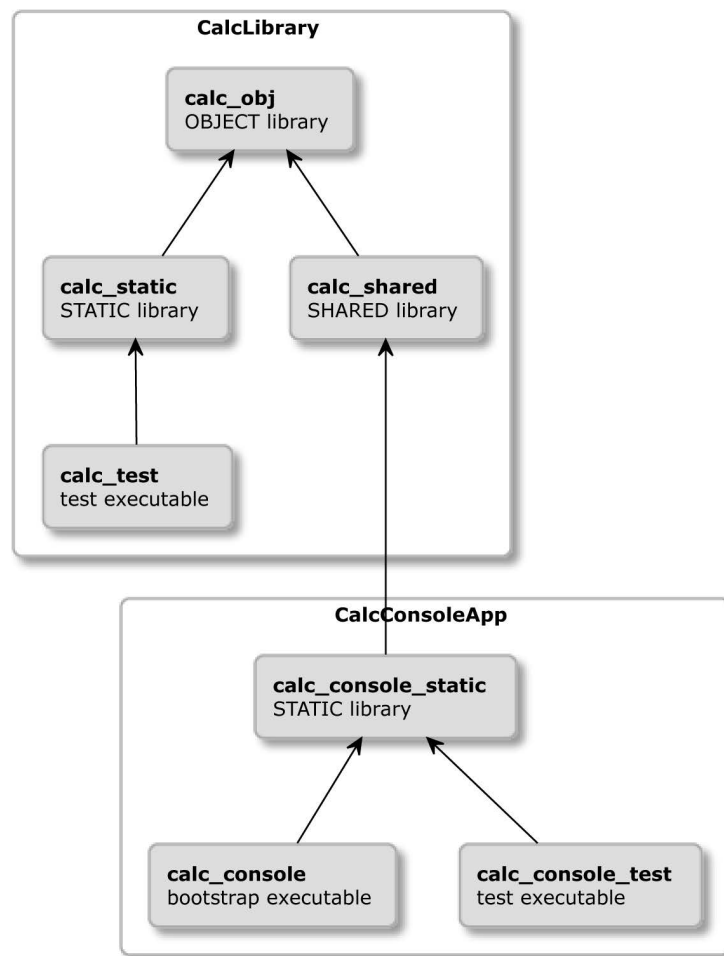 CalcLibrary
calc_obj
OBJECT library
calc_static
STATIC library
calc_shared
SHARED library
calc_test
test executable
CalcConsoleApp
calc_console_static
STATIC library
calc_console
bootstrap executable
calc_console_test
test executable